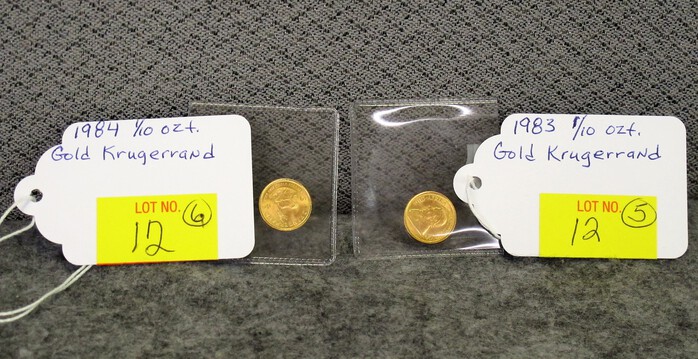 1984 1/10 ozt.
Gold Krugerrand
LOT NO. 6
12
1983 1/10 ozt.
Gold Krugerrand
LOT NO. 5
12